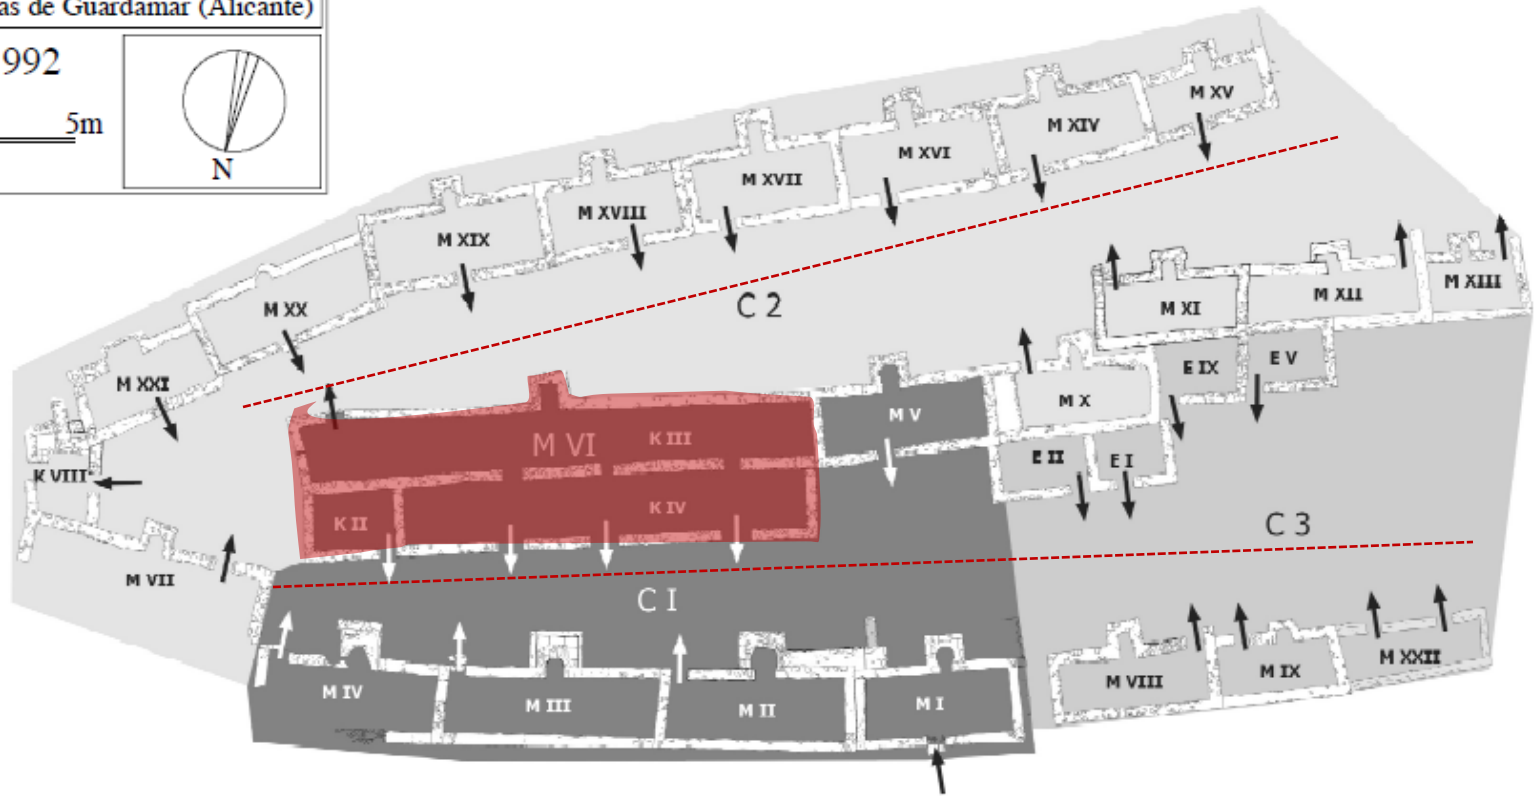 as de Guardamar (Alicante)
992
5m
N
M XV
M XIV
M XVI
M XVII
M XVIII
M XIX
M XX
M XXI
K VIII
M VII
C 2
M XI
M XII
M XIII
E IX
E V
M X
M V
E II
E I
M VI
K III
K II
K IV
C 3
C I
M IV
M III
M II
M I
M VIII
M IX
M XXII